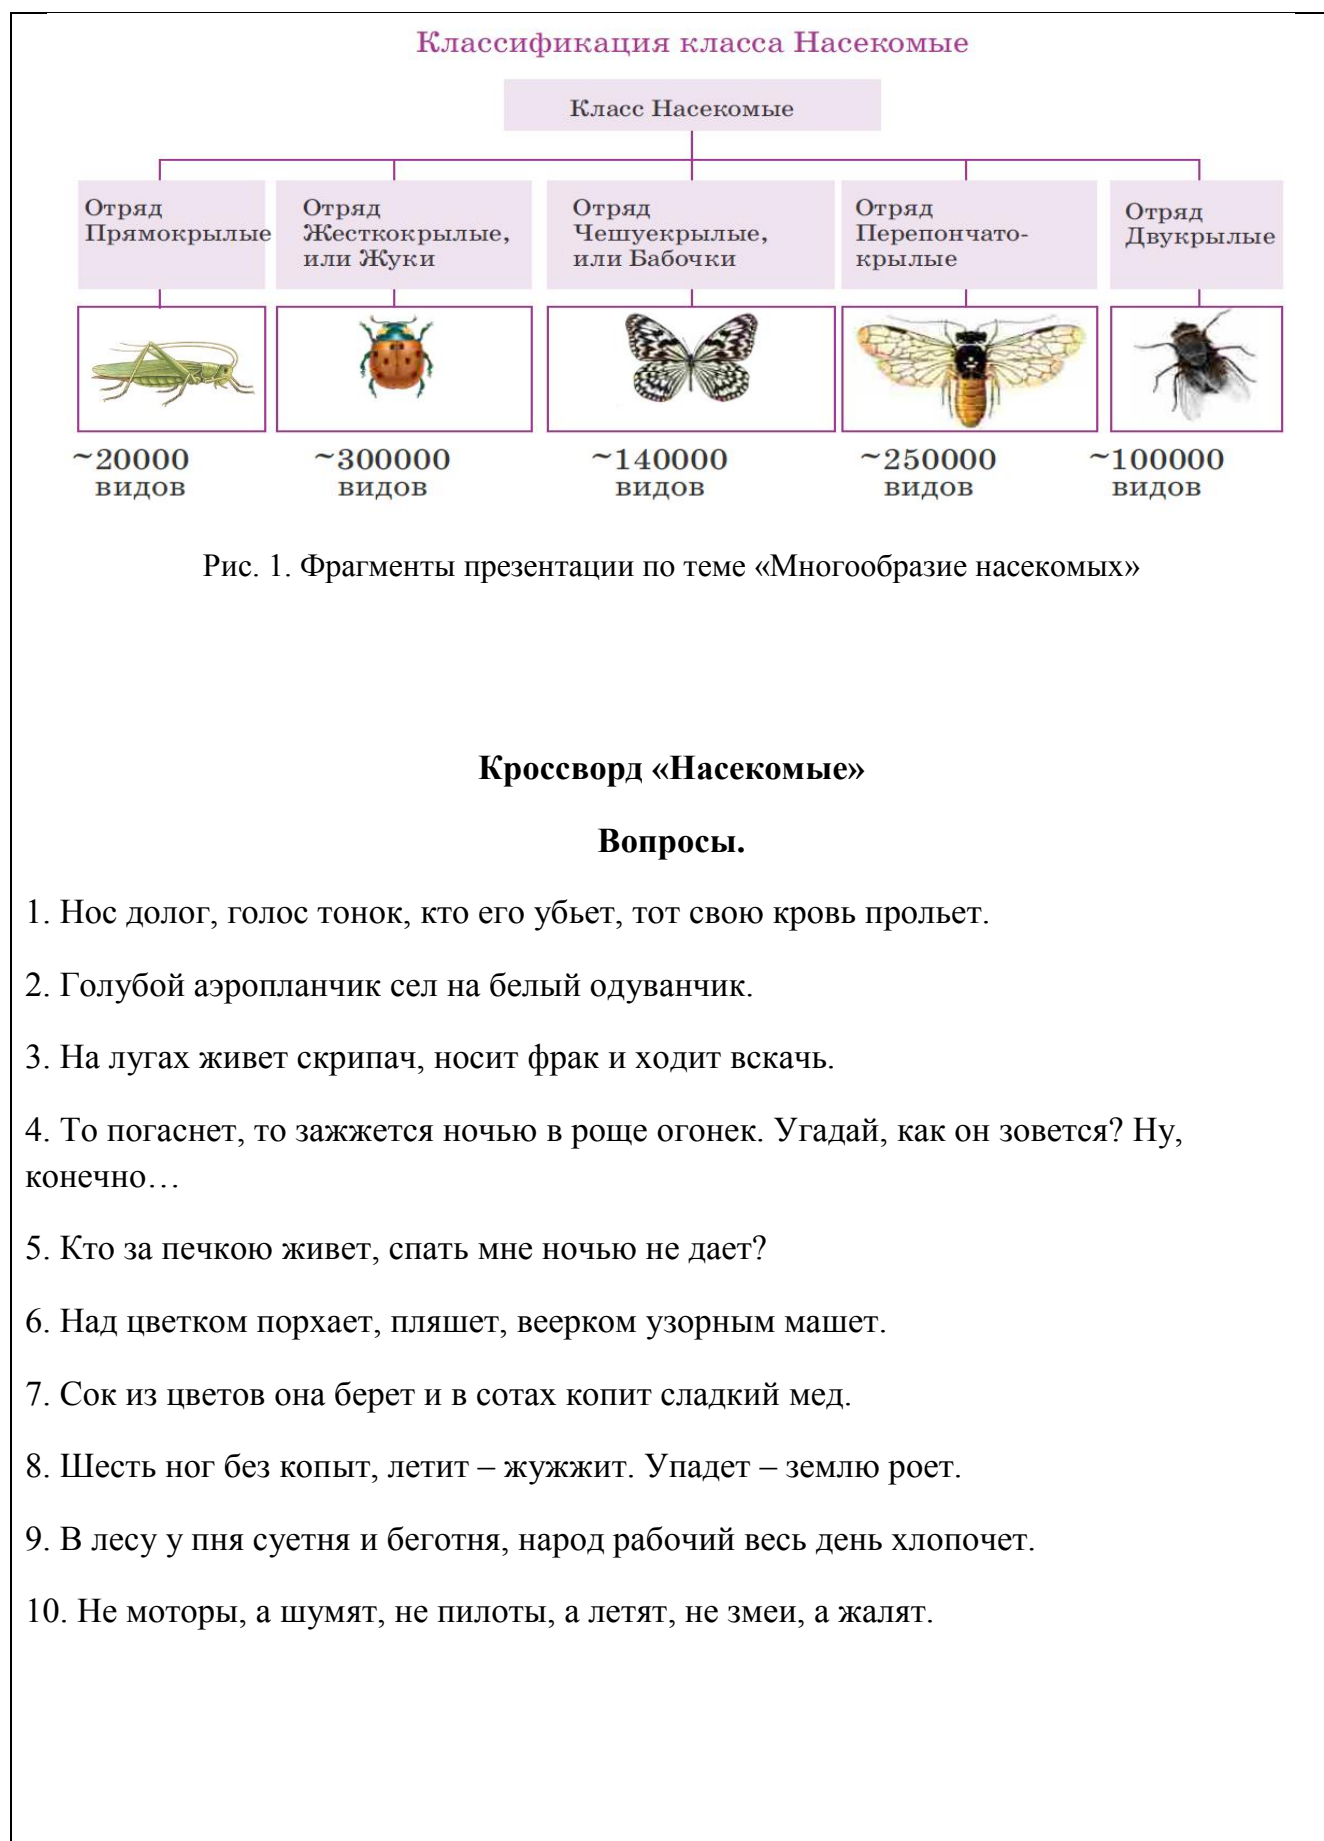 Классификация класса Насекомые
Класс Насекомые
Отряд
Прямокрылые
Отряд
Жесткокрылые,
или Жуки
Отряд
Чешуекрылые,
или Бабочки
Отряд
Перепончато-
крылые
Отряд
Двукрылые
~20000
видов
~300000
видов
~140000
видов
~250000
видов
~100000
видов
Рис. 1. Фрагменты презентации по теме «Многообразие насекомых»
Кроссворд «Насекомые»
Вопросы.
1. Нос долог, голос тонок, кто его убьет, тот свою кровь прольет.
2. Голубой аэропланчик сел на белый одуванчик.
3. На лугах живет скрипач, носит фрак и ходит вскачь.
4. То погаснет, то зажжется ночью в роще огонек. Угадай, как он зовется? Ну,
конечно…
5. Кто за печкою живет, спать мне ночью не дает?
6. Над цветком порхает, пляшет, веерком узорным машет.
7. Сок из цветов она берет и в сотах копит сладкий мед.
8. Шесть ног без копыт, летит – жужжит. Упадет – землю роет.
9. В лесу у пня суетня и беготня, народ рабочий весь день хлопочет.
10. Не моторы, а шумят, не пилоты, а летят, не змеи, а жалят.